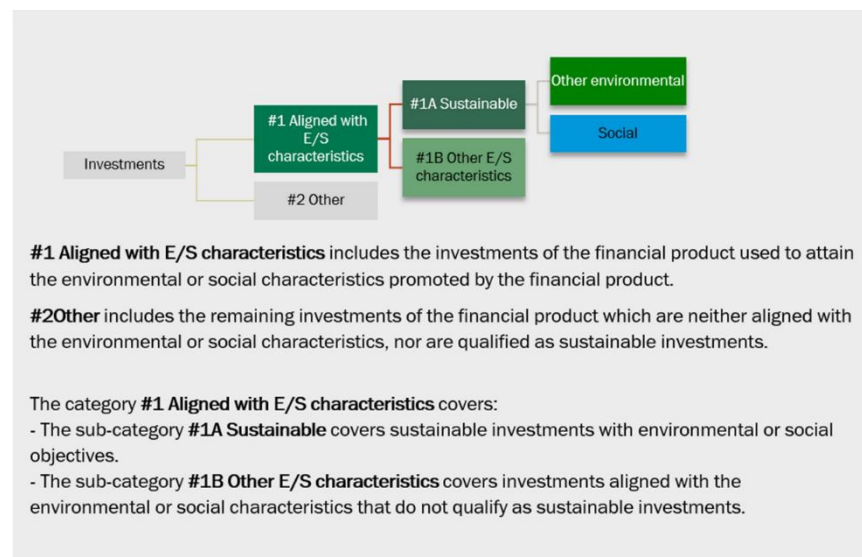 Other environmental
#1A Sustainable
#1 Aligned with
E/S
characteristics
Social
#1B Other E/S
characteristics
Investments
#2 Other
#1 Aligned with E/S characteristics includes the investments of the financial product used to attain
the environmental or social characteristics promoted by the financial product.
#2Other includes the remaining investments of the financial product which are neither aligned with
the environmental or social characteristics, nor are qualified as sustainable investments.
The category #1 Aligned with E/S characteristics covers:
- The sub-category #1A Sustainable covers sustainable investments with environmental or social
objectives.
- The sub-category #1B Other E/S characteristics covers investments aligned with the
environmental or social characteristics that do not qualify as sustainable investments.